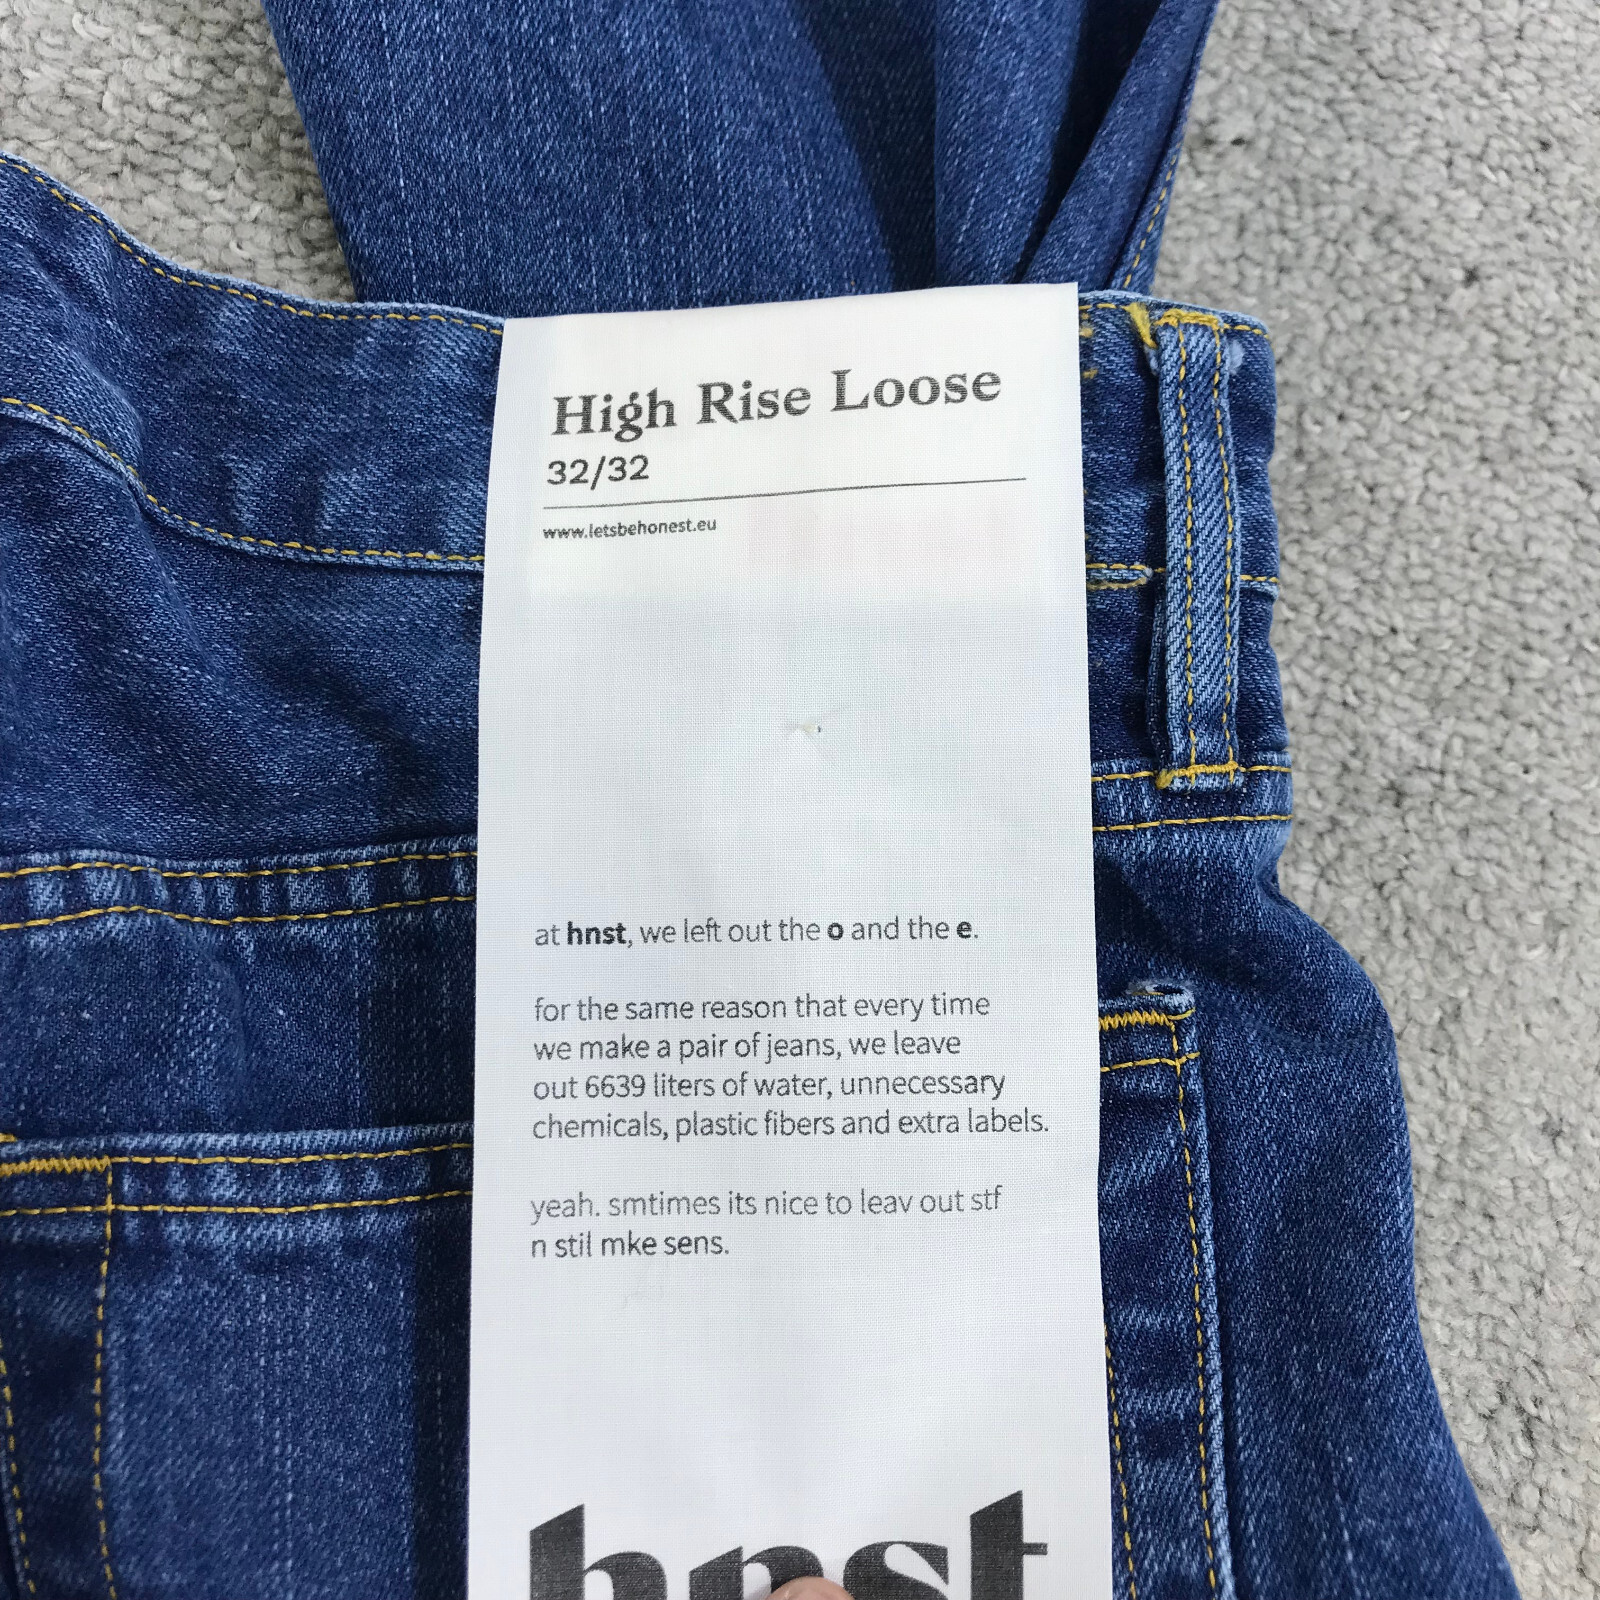 High Rise Loose
32/32
www.letsbehonest.eu
at hnst, we left out the o and the e.
for the same reason that every time
we make a pair of jeans, we leave
out 6639 liters of water, unnecessary
chemicals, plastic fibers and extra labels.
yeah. smtimes its nice to leav out stf
n stil mke sens.
hnst